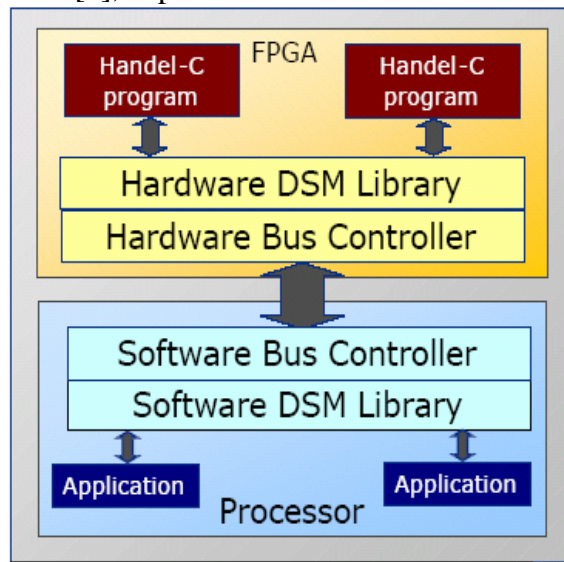 FPGA
Handel-C
program
Handel-C
program
Hardware DSM Library
Hardware Bus Controller
Software Bus Controller
Software DSM Library
Application
Application
Processor